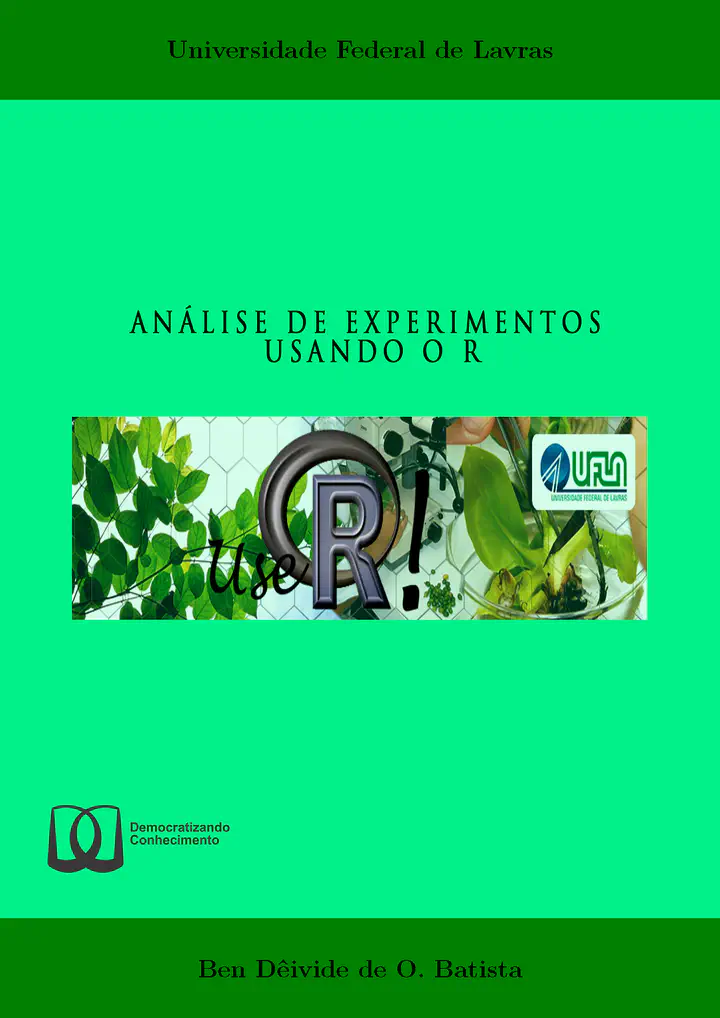 Universidade Federal de Lavras
ANÁLISE DE EXPERIMENTOS
USANDO O R
Use R!
UFLA
UNIVERSIDADE FEDERAL DE LAVRAS
Democratizando
Conhecimento
Ben Dêivide de O. Batista